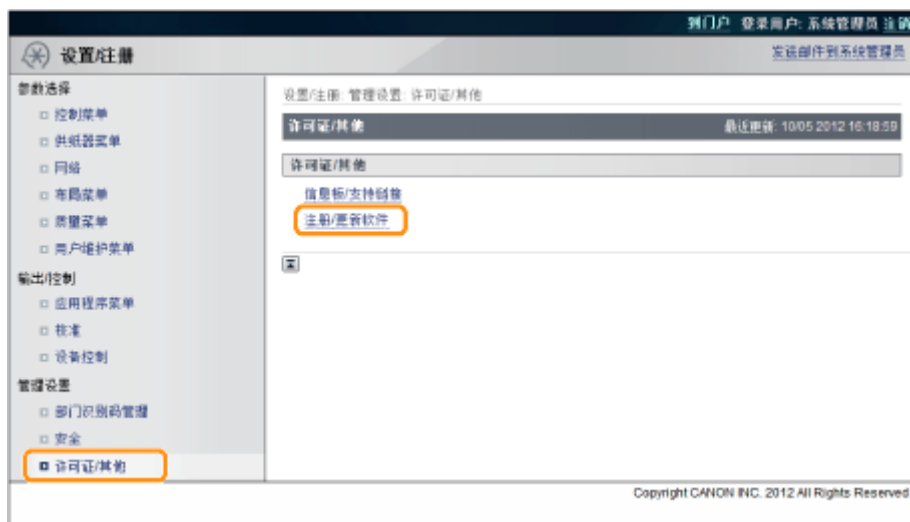 到门户 登录用户: 系统管理员 注销
设置/注册
发送邮件到系统管理员
参数选择
控制菜单
供纸器菜单
网络
布局菜单
质量菜单
用户维护菜单
输出/控制
应用程序菜单
校准
设备控制
管理设置
部门识别码管理
安全
许可证/其他
设置/注册: 管理设置: 许可证/其他
许可证/其他
最近更新: 10/05 2012 16:18:59
许可证/其他
信息板/支持链接
注册/更新软件
Copyright CANON INC. 2012 All Rights Reserved